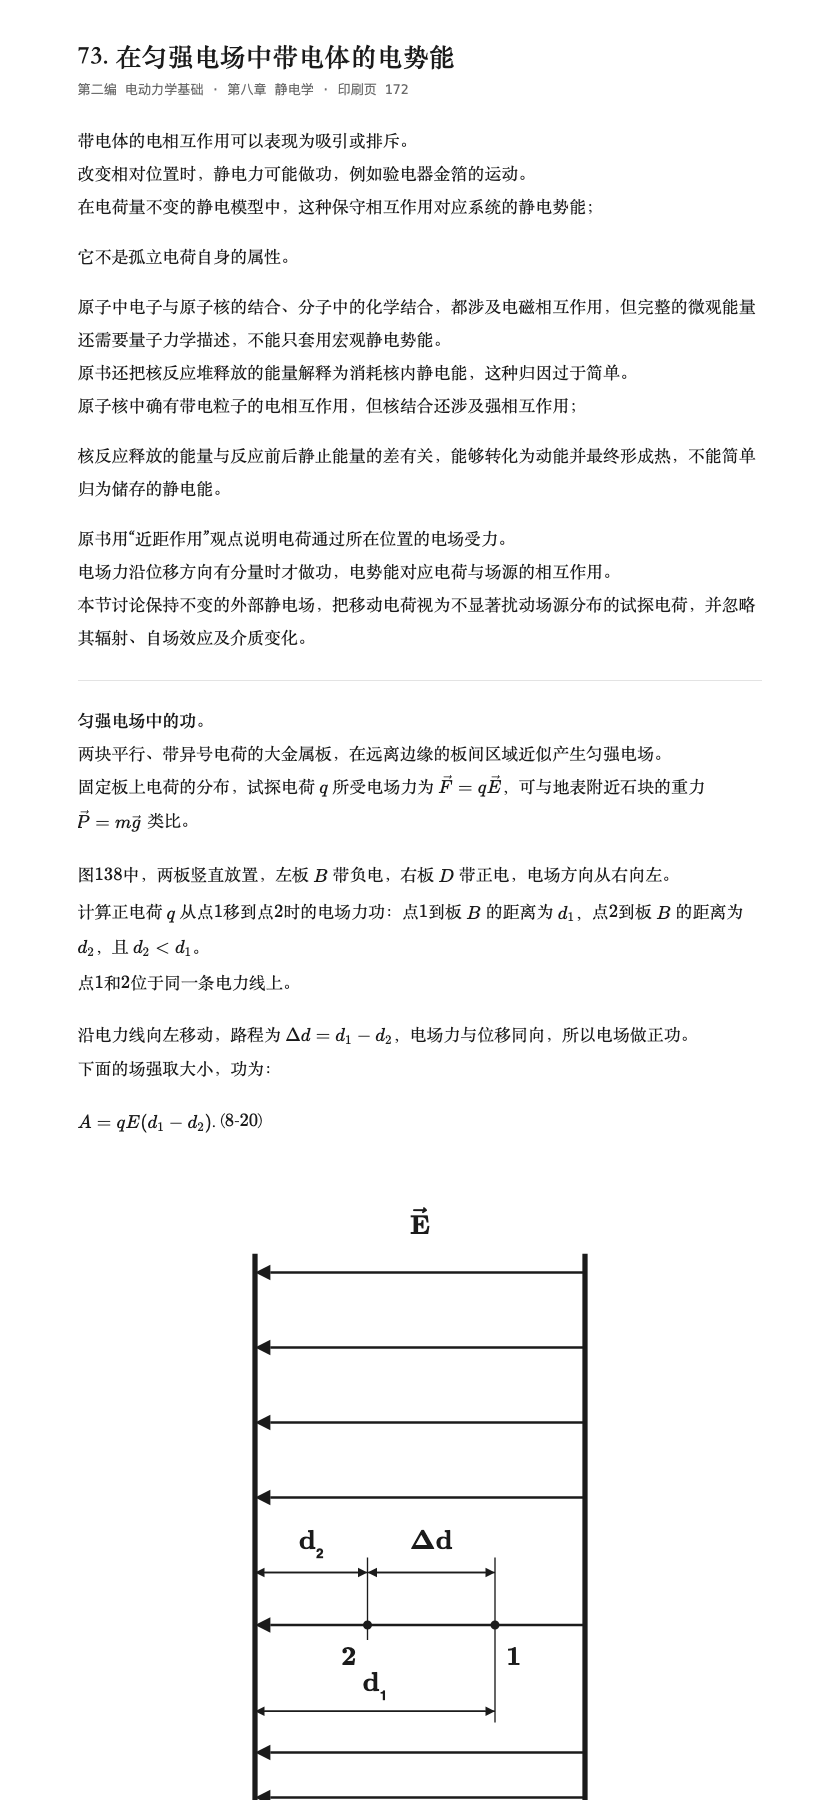 73. 在匀强电场中带电体的电势能
第二编 电动力学基础 · 第八章 静电学 · 印刷页 172
带电体的电相互作用可以表现为吸引或排斥。
改变相对位置时，静电力可能做功，例如验电器金箔的运动。
在电荷量不变的静电模型中，这种保守相互作用对应系统的静电势能；
它不是孤立电荷自身的属性。
原子中电子与原子核的结合、分子中的化学结合，都涉及电磁相互作用，但完整的微观能量
还需要量子力学描述，不能只套用宏观静电势能。
原书还把核反应堆释放的能量解释为消耗核内静电能，这种归因过于简单。
原子核中确有带电粒子的电相互作用，但核结合还涉及强相互作用；
核反应释放的能量与反应前后静止能量的差有关，能够转化为动能并最终形成热，不能简单
归为储存的静电能。
原书用“近距作用”观点说明电荷通过所在位置的电场受力。
电场力沿位移方向有分量时才做功，电势能对应电荷与场源的相互作用。
本节讨论保持不变的外部静电场，把移动电荷视为不显著扰动场源分布的试探电荷，并忽略
其辐射、自场效应及介质变化。
匀强电场中的功。
两块平行、带异号电荷的大金属板，在远离边缘的板间区域近似产生匀强电场。
固定板上电荷的分布，试探电荷 q 所受电场力为 F⃗ = qE⃗，可与地表附近石块的重力
P⃗ = mg⃗ 类比。
图138中，两板竖直放置，左板 B 带负电，右板 D 带正电，电场方向从右向左。
计算正电荷 q 从点1移到点2时的电场力功：点1到板 B 的距离为 d₁，点2到板 B 的距离为
d₂，且 d₂ < d₁。
点1和2位于同一条电力线上。
沿电力线向左移动，路程为 Δd = d₁ − d₂，电场力与位移同向，所以电场做正功。
下面的场强取大小，功为：
A = qE(d₁ − d₂). (8-20)
E⃗
d₂ Δd
2 1
d₁